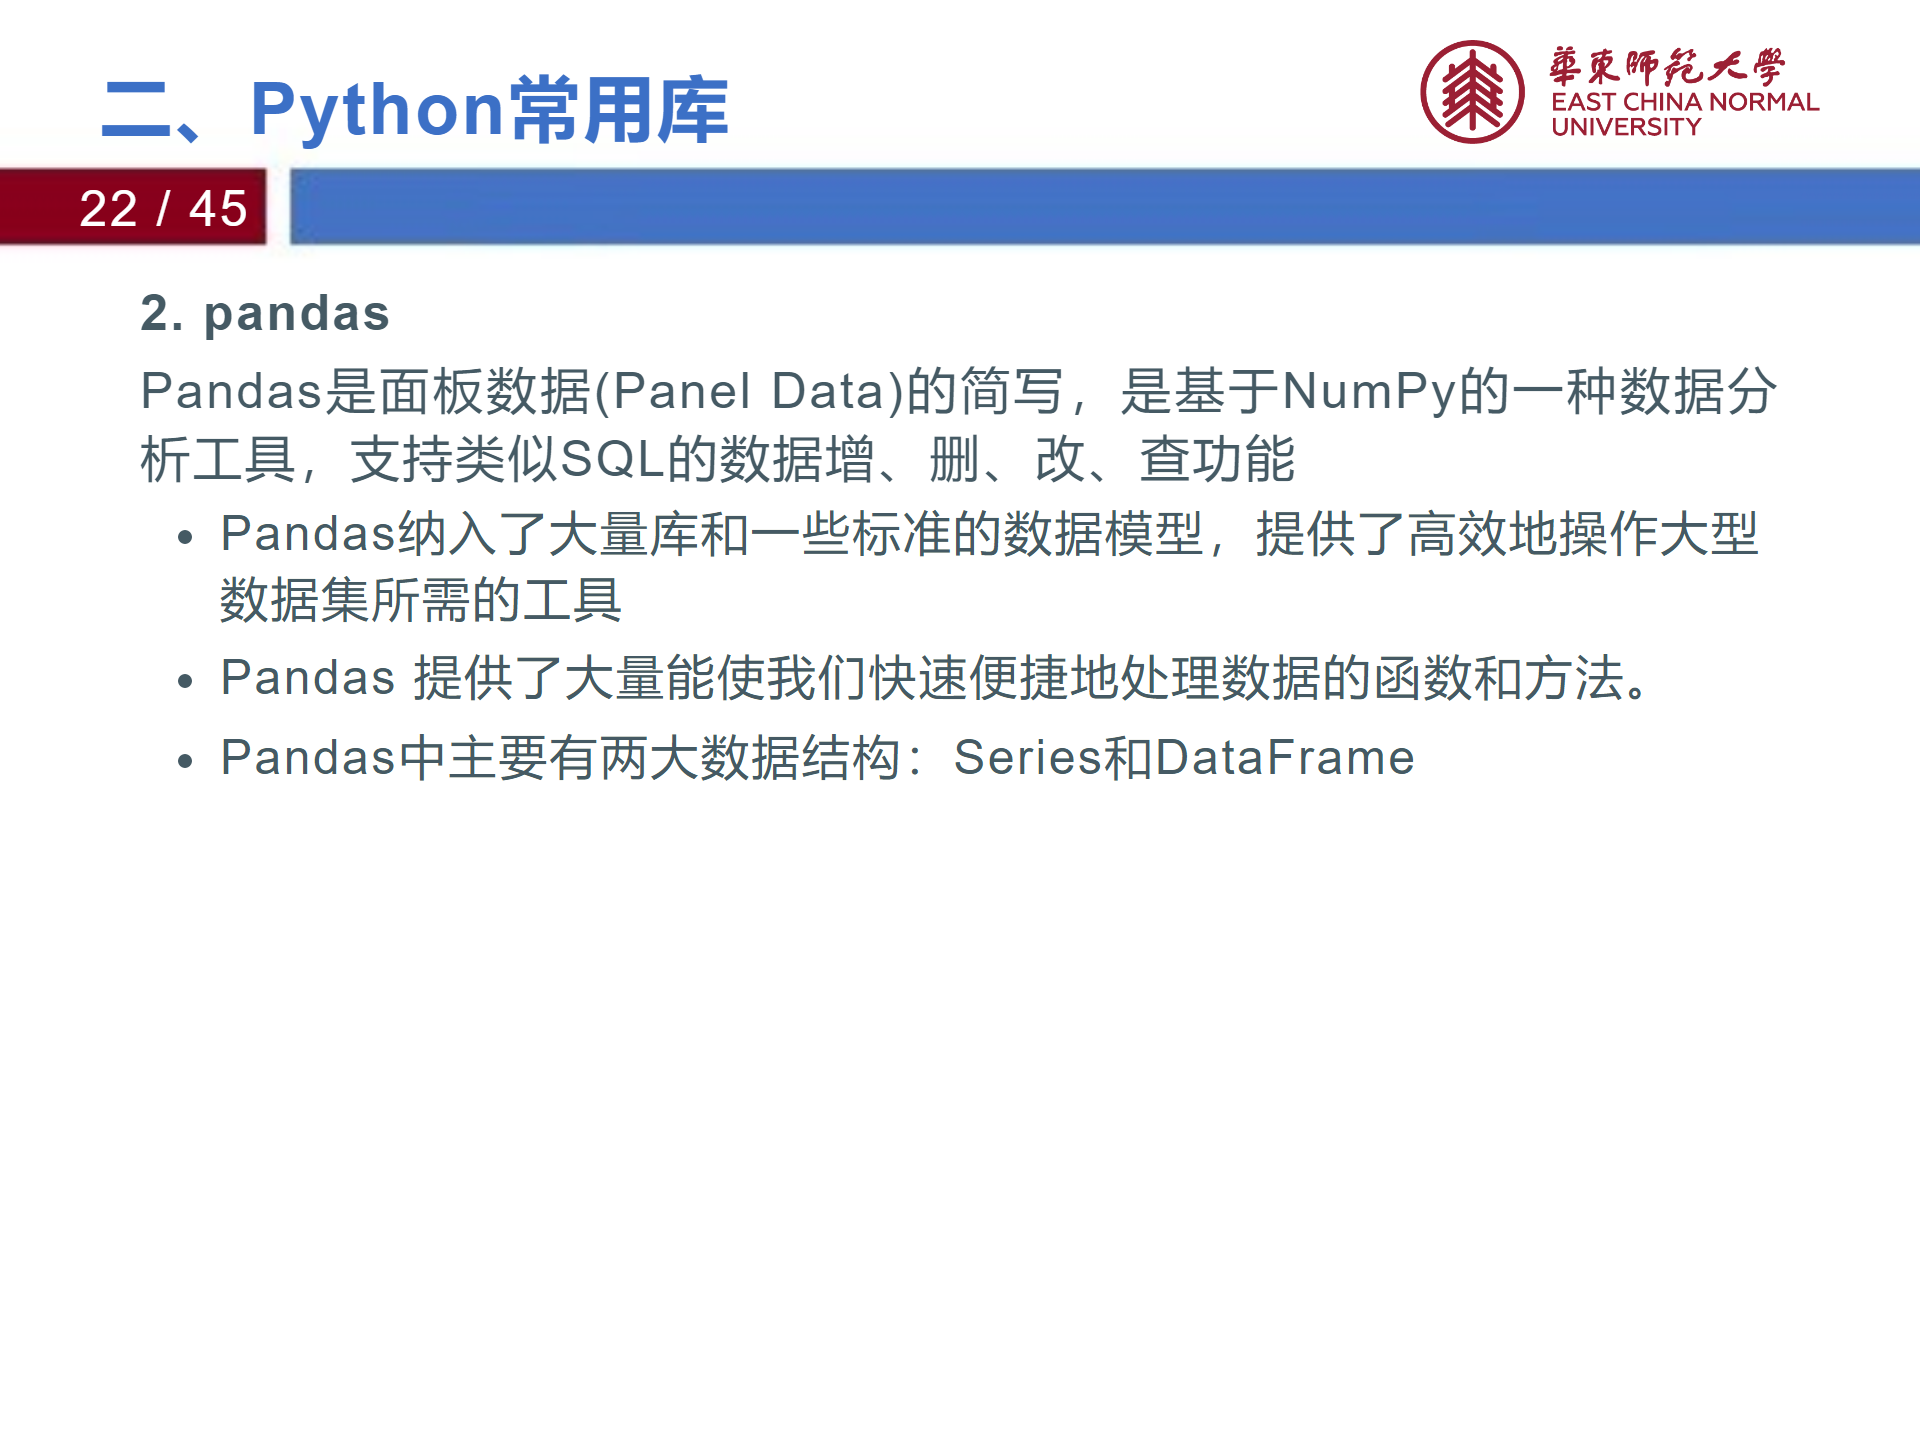 二、Python常用库
華東師範大學
EAST CHINA NORMAL
UNIVERSITY
22 / 45
2. pandas
Pandas是面板数据(Panel Data)的简写，是基于NumPy的一种数据分
析工具，支持类似SQL的数据增、删、改、查功能
• Pandas纳入了大量库和一些标准的数据模型，提供了高效地操作大型
数据集所需的工具
• Pandas 提供了大量能使我们快速便捷地处理数据的函数和方法。
• Pandas中主要有两大数据结构：Series和DataFrame